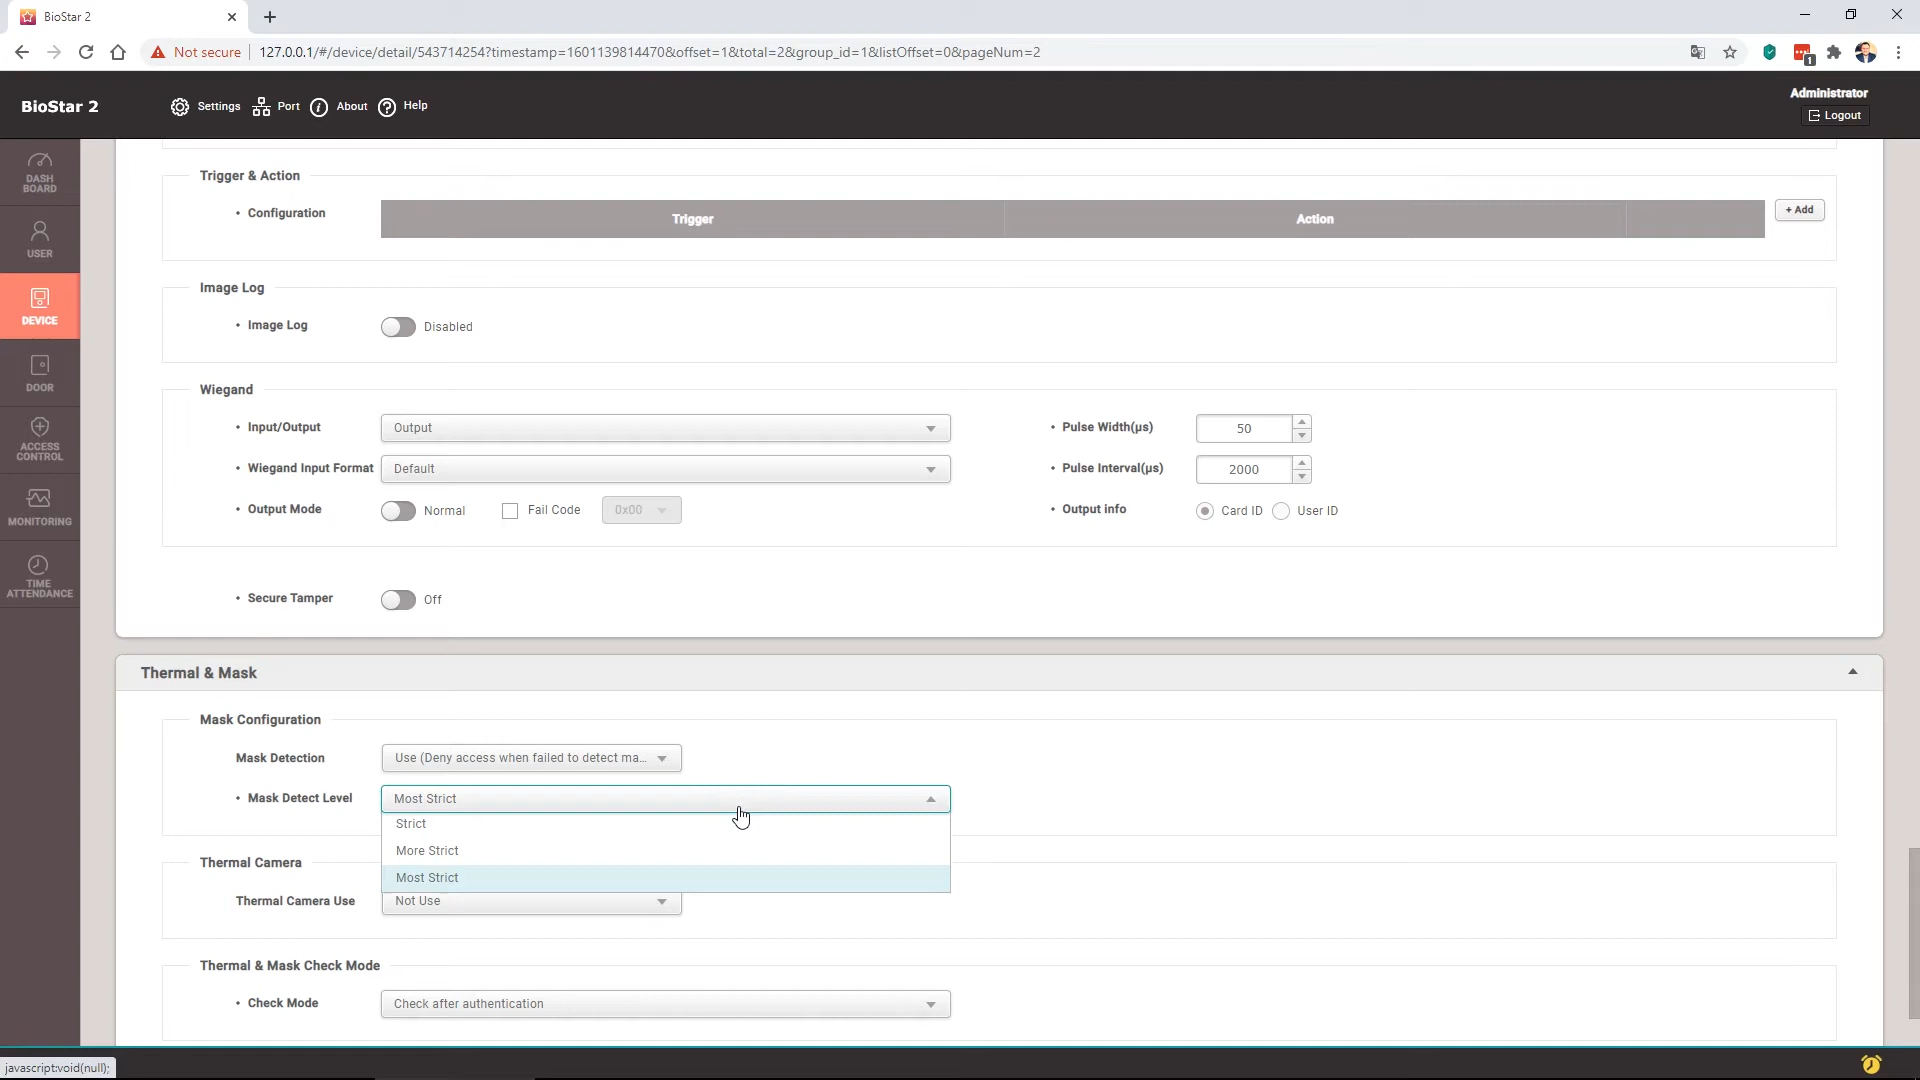 BioStar 2
Not secure
127.0.0.1/#/device/detail/543714254?timestamp=1601139814470&offset=1&total=2&group_id=1&listOffset=0&pageNum=2
1
BioStar 2
Settings
Port
About
Help
Administrator
Logout
DASH
BOARD
USER
DEVICE
DOOR
ACCESS
CONTROL
MONITORING
TIME
ATTENDANCE
Trigger & Action
• Configuration
Trigger
Action
+ Add
Image Log
• Image Log
Disabled
Wiegand
• Input/Output
Output
• Pulse Width(µs)
50
• Wiegand Input Format
Default
• Pulse Interval(µs)
2000
• Output Mode
Normal
Fail Code
0x00
• Output info
Card ID
User ID
• Secure Tamper
Off
Thermal & Mask
Mask Configuration
Mask Detection
Use (Deny access when failed to detect ma...
• Mask Detect Level
Most Strict
Strict
More Strict
Most Strict
Thermal Camera
Thermal Camera Use
Not Use
Thermal & Mask Check Mode
• Check Mode
Check after authentication
javascript:void(null);